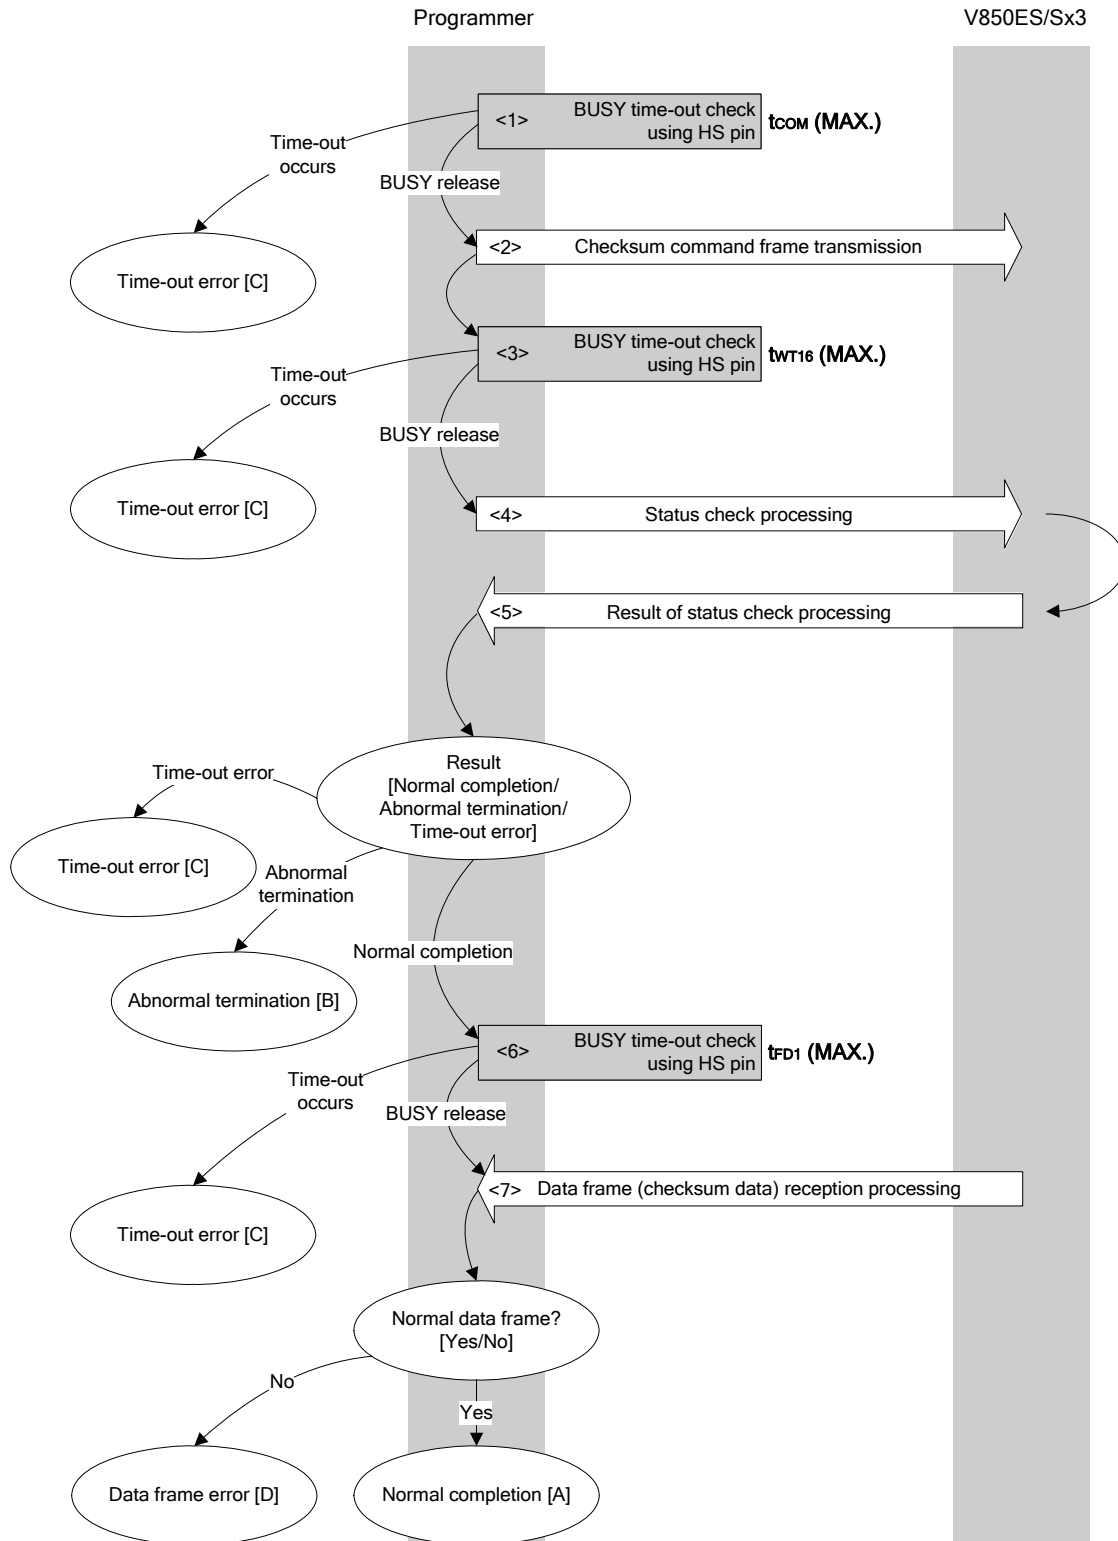 Programmer
V850ES/Sx3
<1>
BUSY time-out check
using HS pin
tCOM (MAX.)
Time-out
occurs
BUSY release
<2>
Checksum command frame transmission
Time-out error [C]
<3>
BUSY time-out check
using HS pin
tWT16 (MAX.)
Time-out
occurs
BUSY release
Time-out error [C]
<4>
Status check processing
<5>
Result of status check processing
Result
[Normal completion/
Abnormal termination/
Time-out error]
Time-out error
Time-out error [C]
Abnormal
termination
Normal completion
Abnormal termination [B]
<6>
BUSY time-out check
using HS pin
tFD1 (MAX.)
Time-out
occurs
BUSY release
<7>
Data frame (checksum data) reception processing
Time-out error [C]
Normal data frame?
[Yes/No]
No
Yes
Data frame error [D]
Normal completion [A]